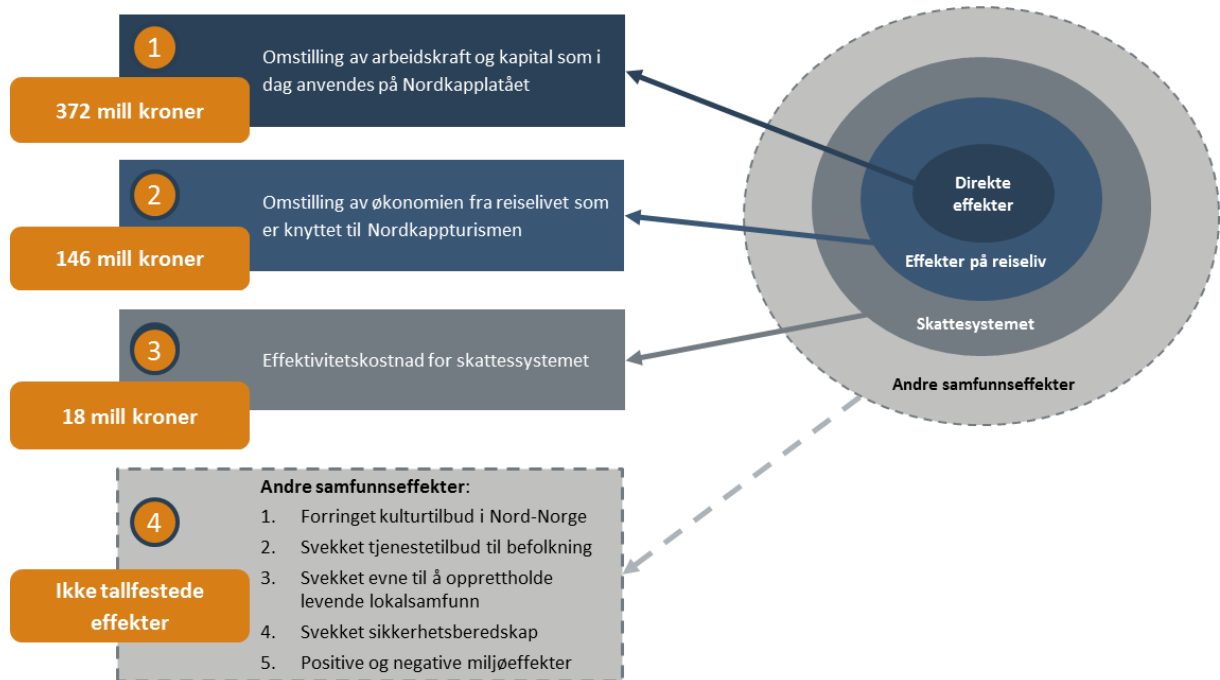 1
Omstilling av arbeidskraft og kapital som i
dag anvendes på Nordkapplatået
372 mill kroner
2
Omstilling av økonomien fra reiselivet som
er knyttet til Nordkappturismen
146 mill kroner
3
Effektivitetskostnad for skattessystemet
18 mill kroner
4
Ikke tallfestede
effekter
Andre samfunnseffekter:
1. Forringet kulturtilbud i Nord-Norge
2. Svekket tjenestetilbud til befolkning
3. Svekket evne til å opprettholde
levende lokalsamfunn
4. Svekket sikkerhetsberedskap
5. Positive og negative miljøeffekter
Direkte
effekter
Effekter på reiseliv
Skattesystemet
Andre samfunnseffekter